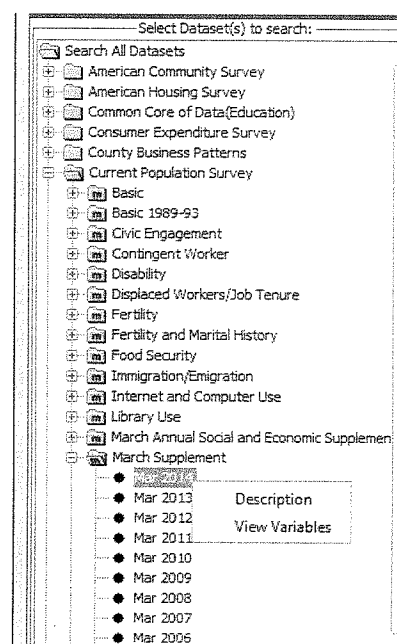 Select Dataset(s) to search:
Search All Datasets
American Community Survey
American Housing Survey
Common Core of Data(Education)
Consumer Expenditure Survey
County Business Patterns
Current Population Survey
Basic
Basic 1989-93
Civic Engagement
Contingent Worker
Disability
Displaced Workers/Job Tenure
Fertility
Fertility and Marital History
Food Security
Immigration/Emigration
Internet and Computer Use
Library Use
March Annual Social and Economic Supplemen
March Supplement
Mar 2014
Mar 2013
Description
Mar 2012
View Variables
Mar 2011
Mar 2010
Mar 2009
Mar 2008
Mar 2007
Mar 2006